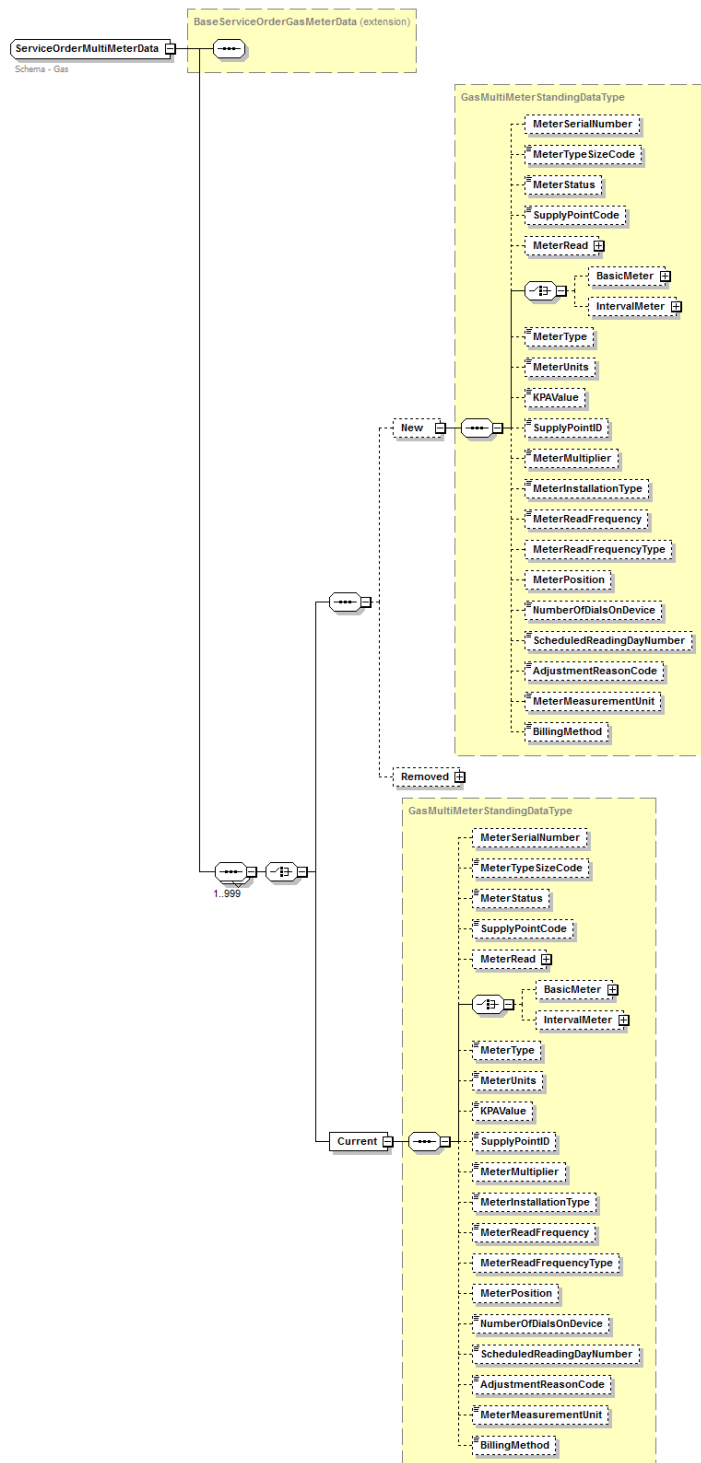 BaseServiceOrderGasMeterData (extension)
ServiceOrderMultiMeterData
Schema - Gas
GasMultiMeterStandingDataType
MeterSerialNumber
MeterTypeSizeCode
MeterStatus
SupplyPointCode
MeterRead
BasicMeter
IntervalMeter
MeterType
MeterUnits
KPAValue
New
SupplyPointID
MeterMultiplier
MeterInstallationType
MeterReadFrequency
MeterReadFrequencyType
MeterPosition
NumberOfDialsOnDevice
ScheduledReadingDayNumber
AdjustmentReasonCode
MeterMeasurementUnit
BillingMethod
Removed
GasMultiMeterStandingDataType
MeterSerialNumber
MeterTypeSizeCode
1..999
MeterStatus
SupplyPointCode
MeterRead
BasicMeter
IntervalMeter
MeterType
MeterUnits
KPAValue
Current
SupplyPointID
MeterMultiplier
MeterInstallationType
MeterReadFrequency
MeterReadFrequencyType
MeterPosition
NumberOfDialsOnDevice
ScheduledReadingDayNumber
AdjustmentReasonCode
MeterMeasurementUnit
BillingMethod